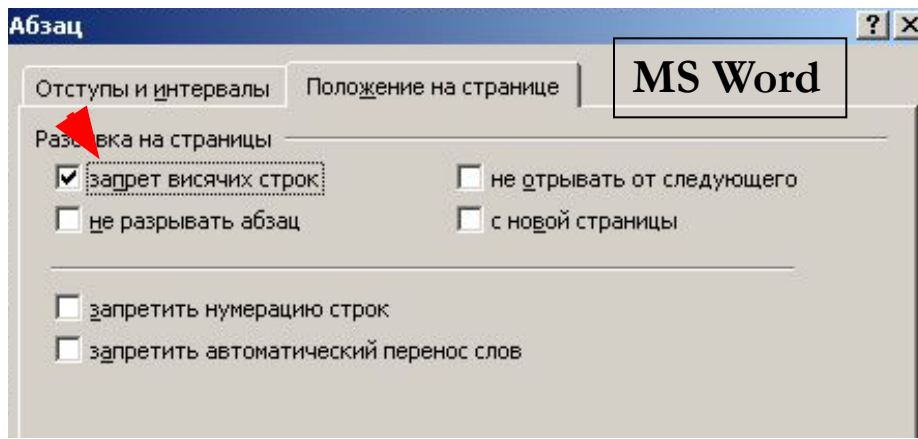 Абзац
MS Word
Отступы и интервалы
Положение на странице
на страницы
запрет висячих строк
не отрывать от следующего
не разрывать абзац
с новой страницы
запретить нумерацию строк
запретить автоматический перенос слов